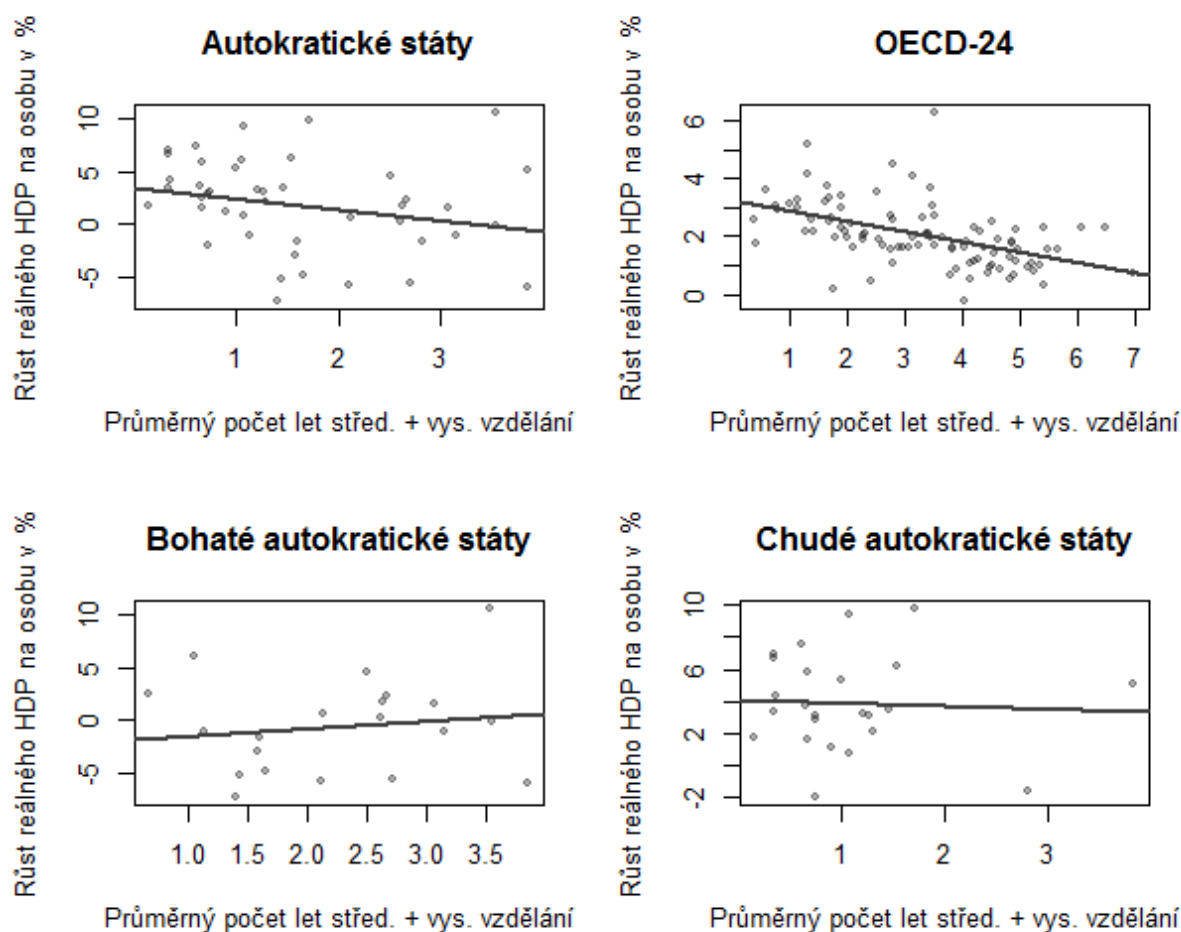 Autokratické státy
Růst reálného HDP na osobu v %
10
5
0
-5
1 2 3
Průměrný počet let střed. + vys. vzdělání
OECD-24
Růst reálného HDP na osobu v %
6
4
2
0
1 2 3 4 5 6 7
Průměrný počet let střed. + vys. vzdělání
Bohaté autokratické státy
Růst reálného HDP na osobu v %
10
5
0
-5
1.0 1.5 2.0 2.5 3.0 3.5
Průměrný počet let střed. + vys. vzdělání
Chudé autokratické státy
Růst reálného HDP na osobu v %
10
6
2
-2
1 2 3
Průměrný počet let střed. + vys. vzdělání